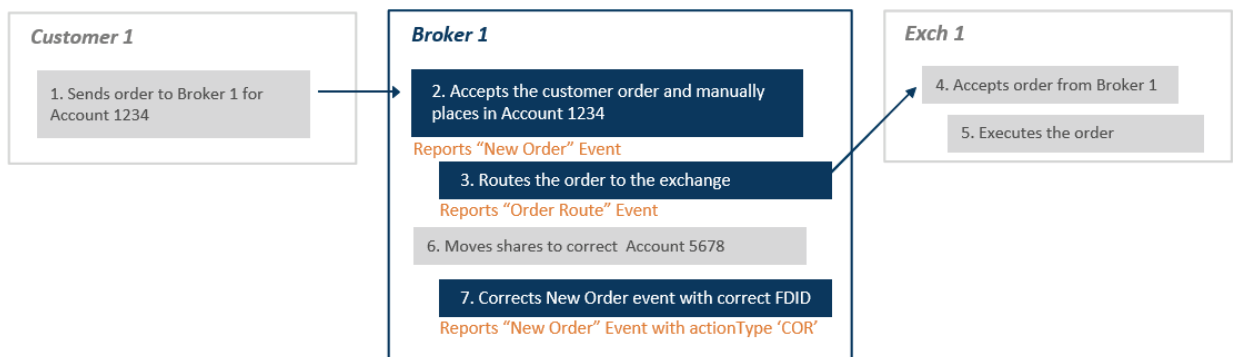 Customer 1
1. Sends order to Broker 1 for
Account 1234
Broker 1
2. Accepts the customer order and manually
places in Account 1234
Reports “New Order” Event
3. Routes the order to the exchange
Reports “Order Route” Event
6. Moves shares to correct Account 5678
7. Corrects New Order event with correct FDID
Reports “New Order” Event with actionType ‘COR’
Exch 1
4. Accepts order from Broker 1
5. Executes the order